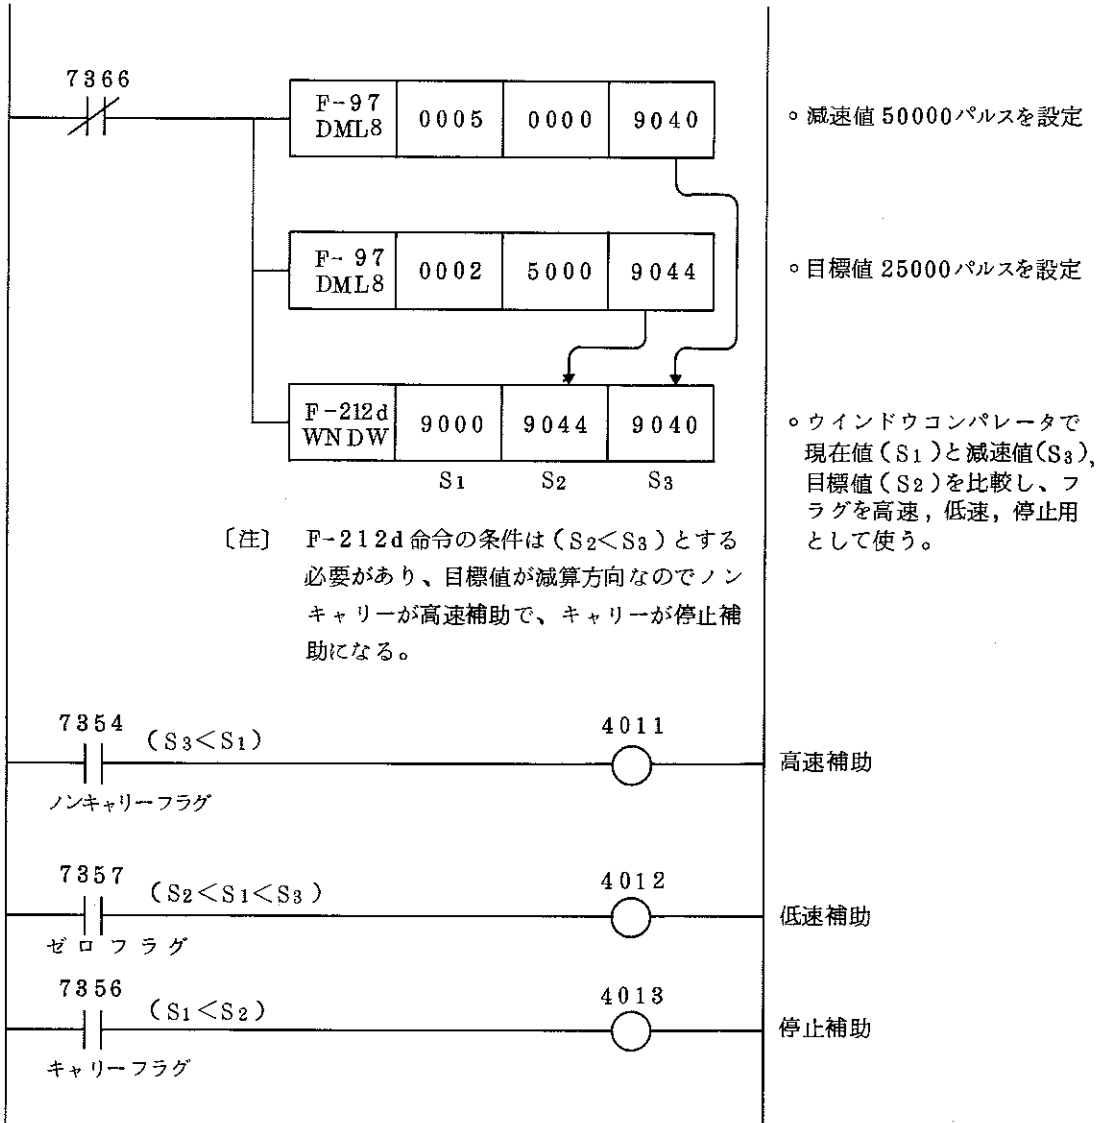 7366
F-97
DML8
0005
0000
9040
○ 減速値 50000パルスを設定
F-97
DML8
0002
5000
9044
○ 目標値 25000パルスを設定
F-212d
WNDW
9000
9044
9040
S1
S2
S3
○ ウインドウコンパレータで
現在値(S1)と減速値(S3),
目標値(S2)を比較し、フ
ラグを高速, 低速, 停止用
として使う。
〔注〕 F-212d 命令の条件は(S2<S3)とする
必要があり、目標値が減算方向なのでノン
キャリーが高速補助で、キャリーが停止補
助になる。
7354
(S3<S1)
4011
高速補助
ノンキャリーフラグ
7357
(S2<S1<S3)
4012
低速補助
ゼロフラグ
7356
(S1<S2)
4013
停止補助
キャリーフラグ